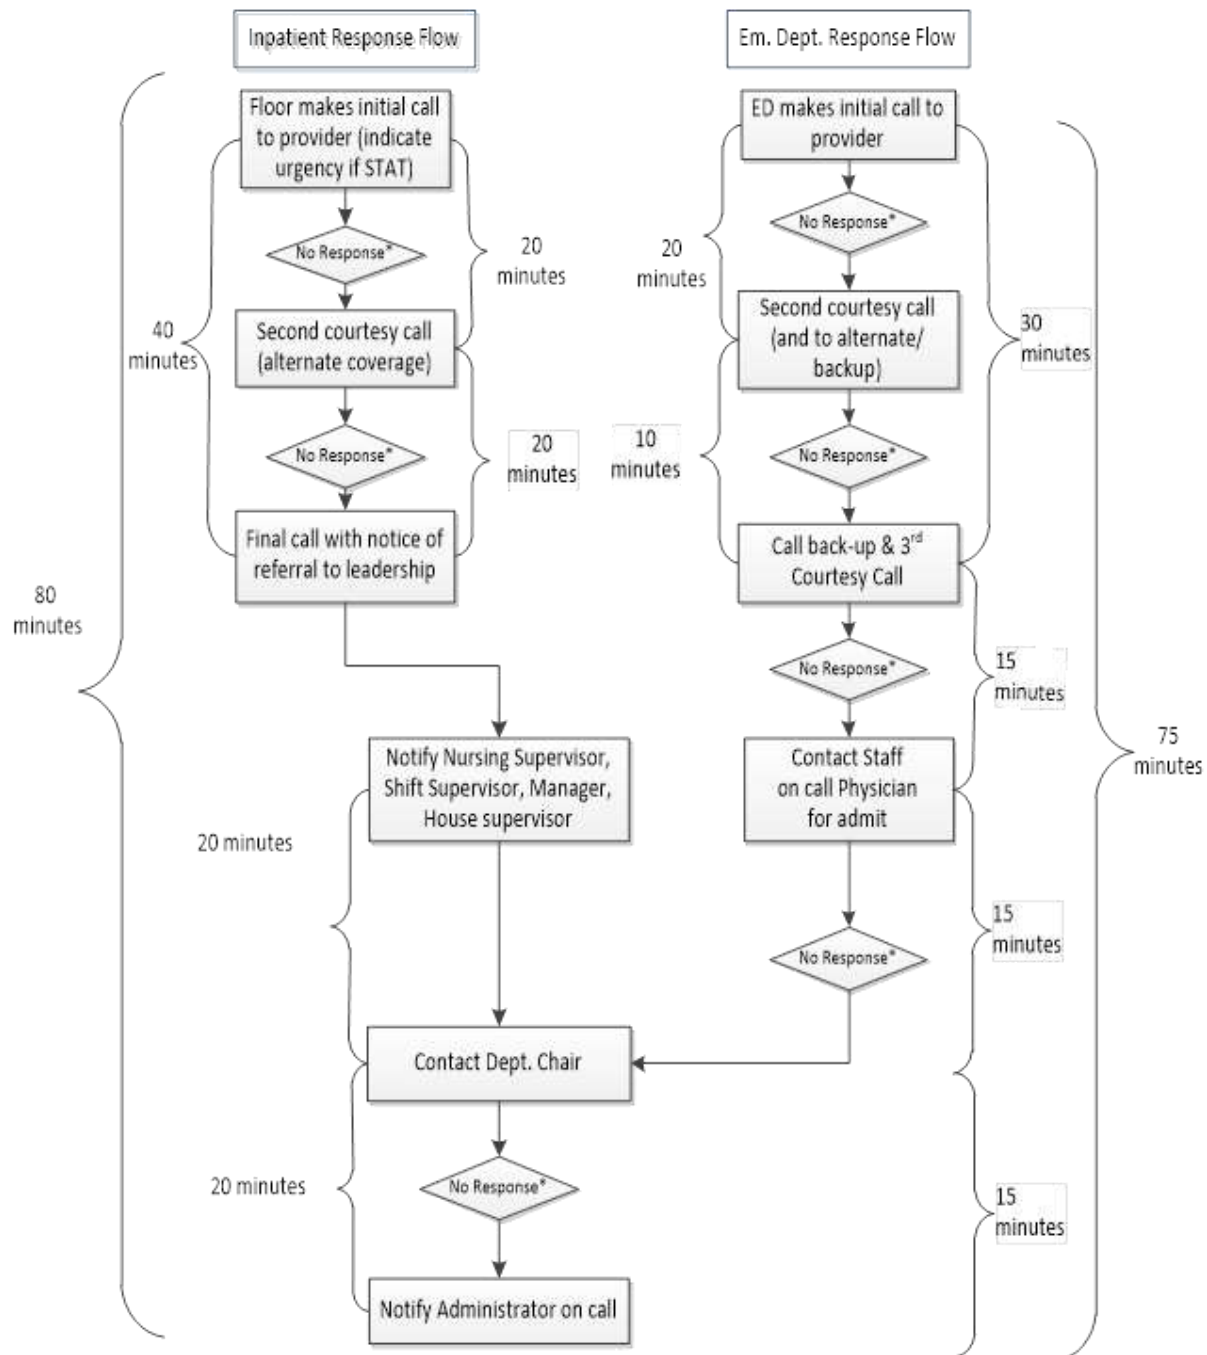 Inpatient Response Flow
Em. Dept. Response Flow
Floor makes initial call
to provider (indicate
urgency if STAT)
No Response*
20
minutes
Second courtesy call
(alternate coverage)
40
minutes
No Response*
20
minutes
Final call with notice of
referral to leadership
80
minutes
Notify Nursing Supervisor,
Shift Supervisor, Manager,
House supervisor
20 minutes
Contact Dept. Chair
20 minutes
No Response*
Notify Administrator on call
ED makes initial call to
provider
No Response*
20
minutes
Second courtesy call
(and to alternate/
backup)
30
minutes
10
minutes
No Response*
Call back-up & 3rd
Courtesy Call
No Response*
15
minutes
Contact Staff
on call Physician
for admit
75
minutes
15
minutes
No Response*
15
minutes